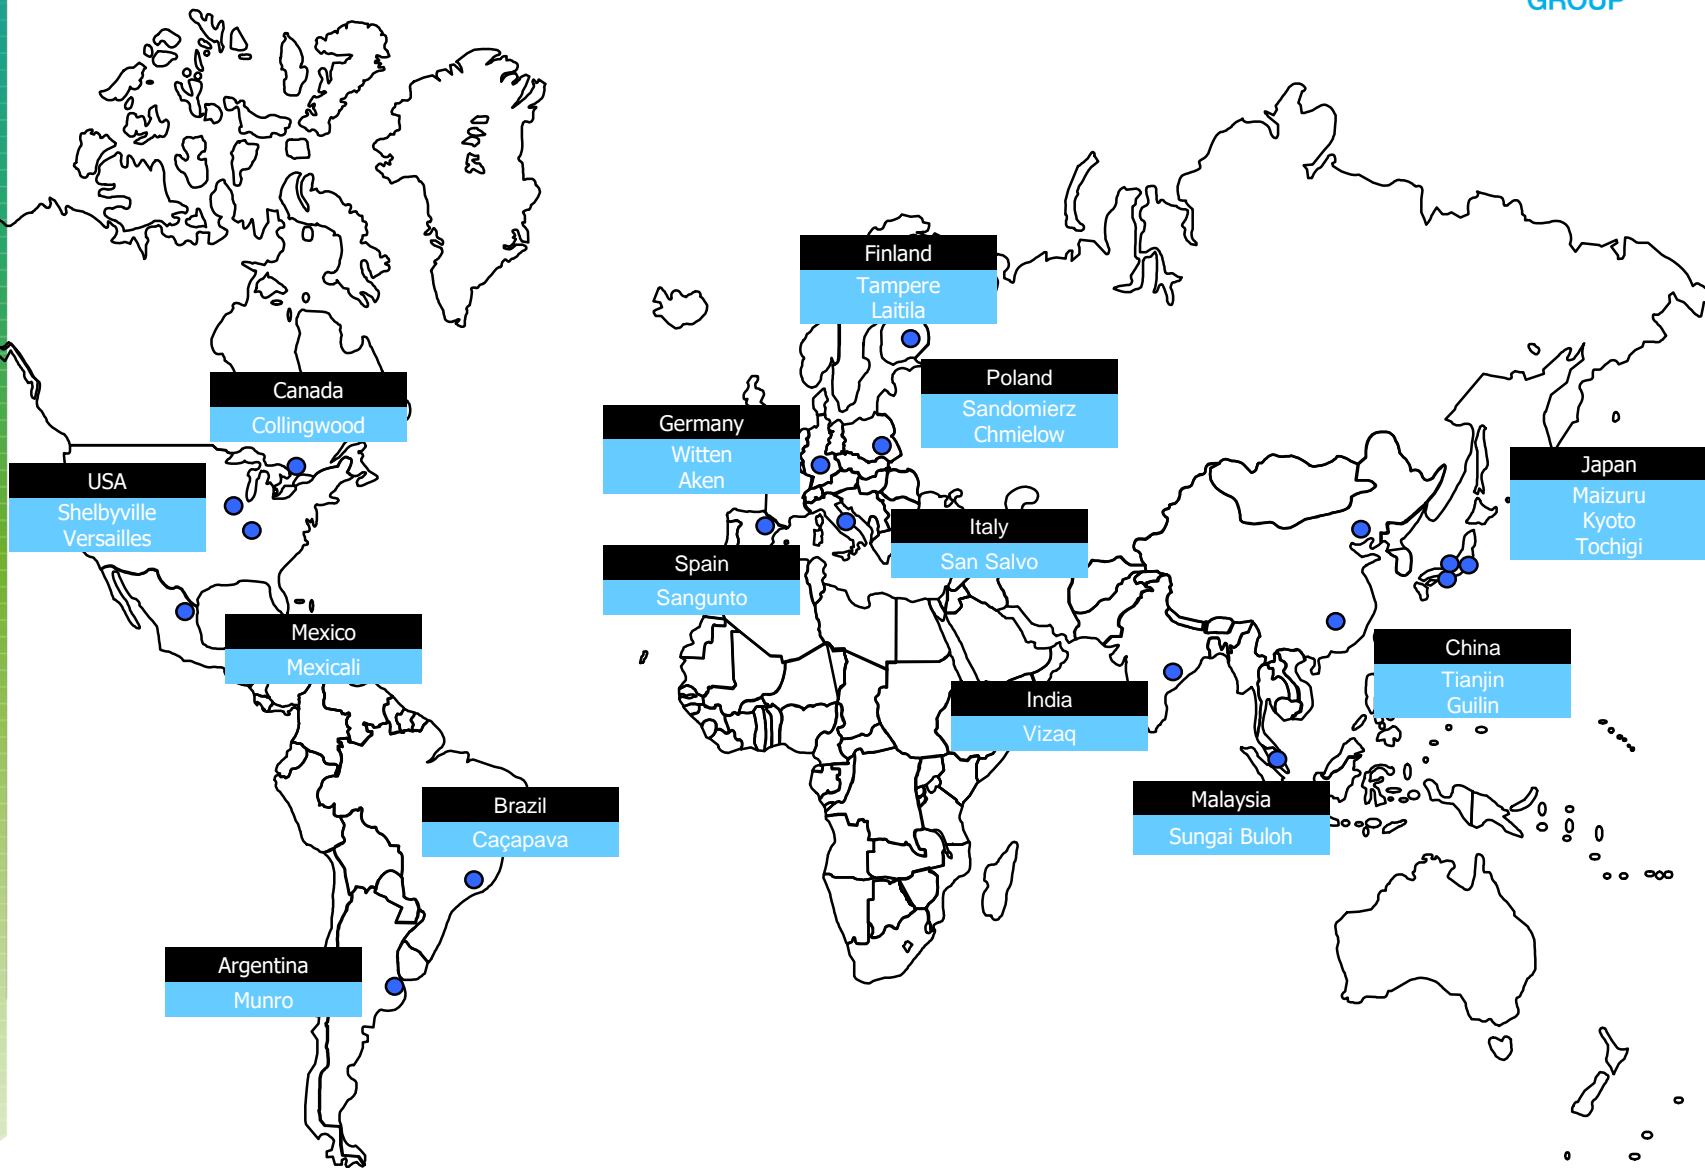 GROUP
Finland
Tampere
Laitila
Canada
Collingwood
Poland
Sandomierz
Chmielow
Germany
Witten
Aken
USA
Shelbyville
Versailles
Japan
Maizuru
Kyoto
Tochigi
Italy
San Salvo
Spain
Sangunto
Mexico
Mexicali
China
Tianjin
Guilin
India
Vizaq
Brazil
Caçapava
Malaysia
Sungai Buloh
Argentina
Munro